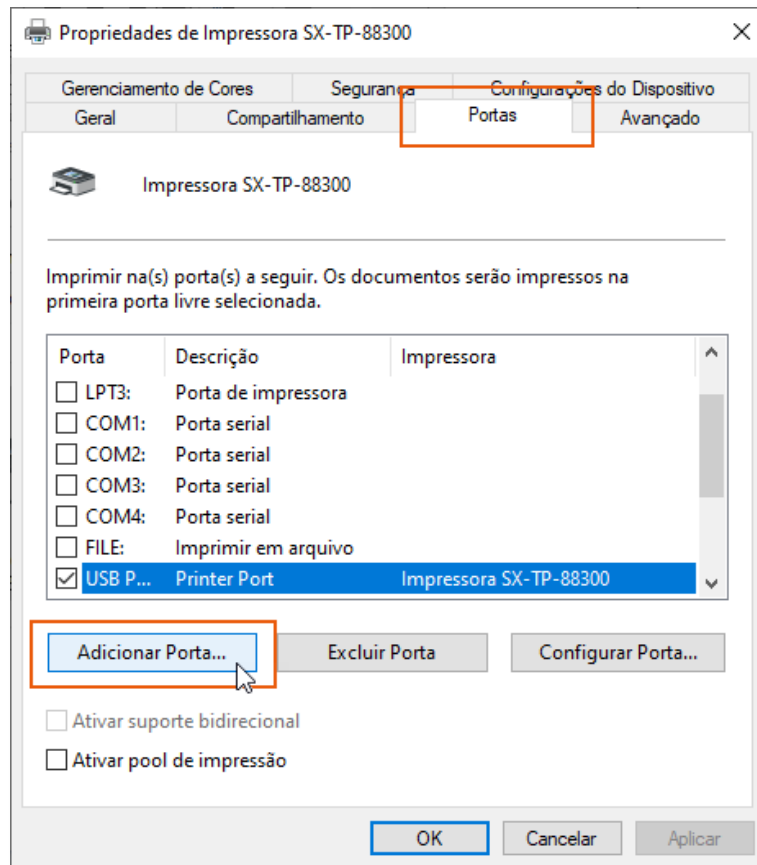 Propriedades de Impressora SX-TP-88300
Gerenciamento de Cores Segurança Configurações do Dispositivo
Geral Compartilhamento Portas Avançado
Impressora SX-TP-88300
Imprimir na(s) porta(s) a seguir. Os documentos serão impressos na
primeira porta livre selecionada.
Porta Descrição Impressora
LPT3: Porta de impressora
COM1: Porta serial
COM2: Porta serial
COM3: Porta serial
COM4: Porta serial
FILE: Imprimir em arquivo
USB P... Printer Port Impressora SX-TP-88300
Adicionar Porta... Excluir Porta Configurar Porta...
Ativar suporte bidirecional
Ativar pool de impressão
OK Cancelar Aplicar